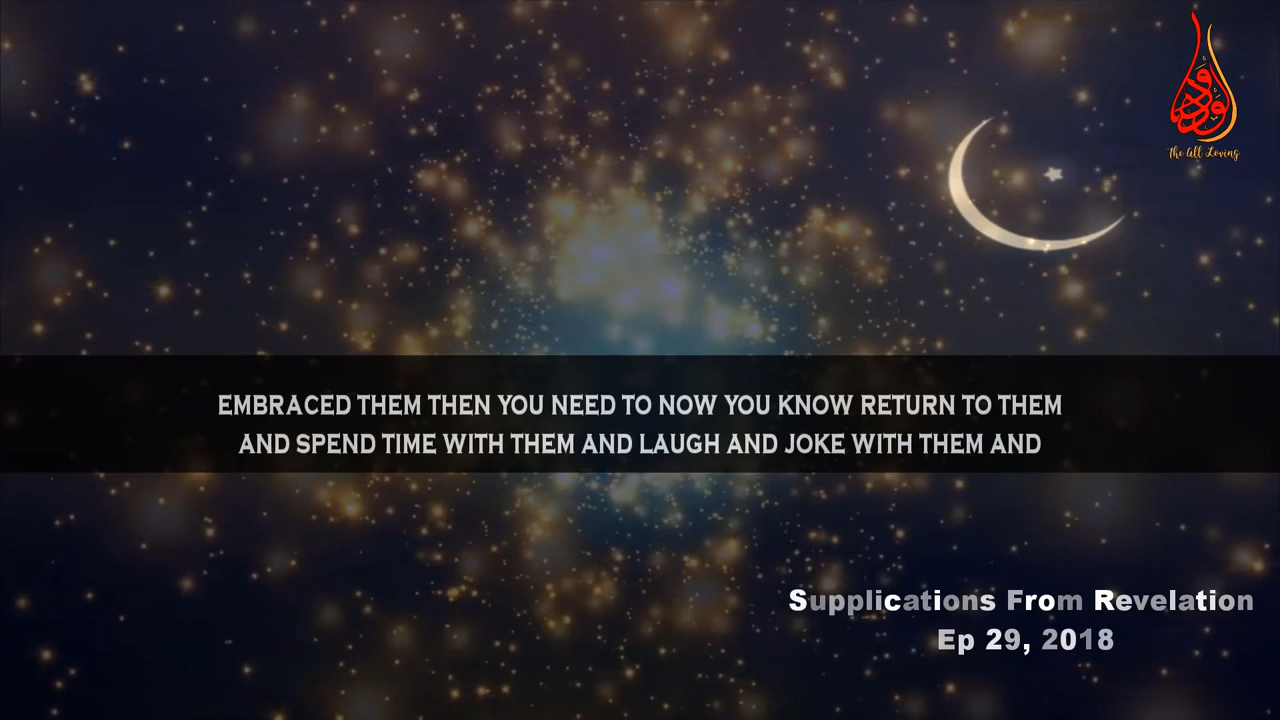 الودود
The All Loving
EMBRACED THEM THEN YOU NEED TO NOW YOU KNOW RETURN TO THEM
AND SPEND TIME WITH THEM AND LAUGH AND JOKE WITH THEM AND
Supplications From Revelation
Ep 29, 2018